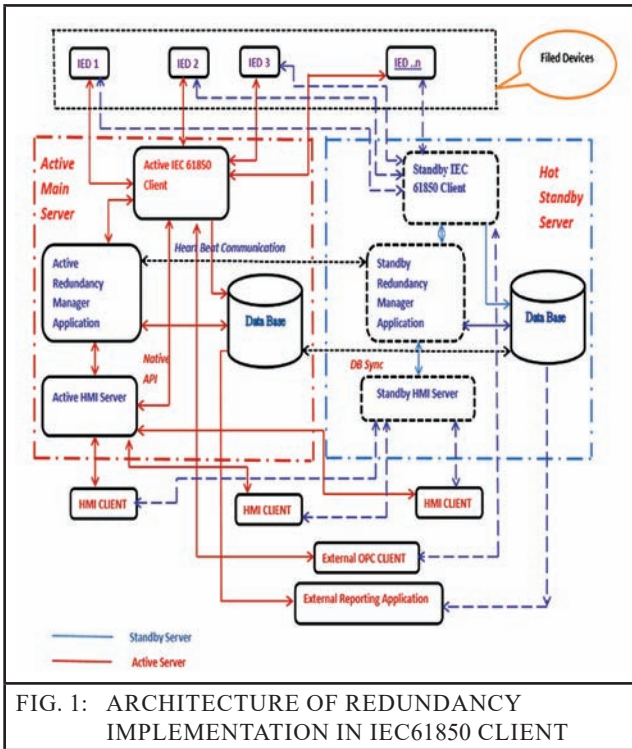 IED 1
IED 2
IED 3
IED ..n
Filed Devices
Active
Main
Server
Active IEC 61850
Client
Standby IEC
61850 Client
Hot
Standby
Server
Heart Beat Communication
Active
Redundancy
Manager
Application
Standby
Redundancy
Manager
Application
Data Base
Data Base
Native
API
DB Sync
Active HMI Server
Standby HMI Server
HMI CLIENT
HMI CLIENT
HMI CLIENT
External OPC CLIENT
External Reporting Application
Standby Server
Active Server
FIG. 1: ARCHITECTURE OF REDUNDANCY
IMPLEMENTATION IN IEC61850 CLIENT